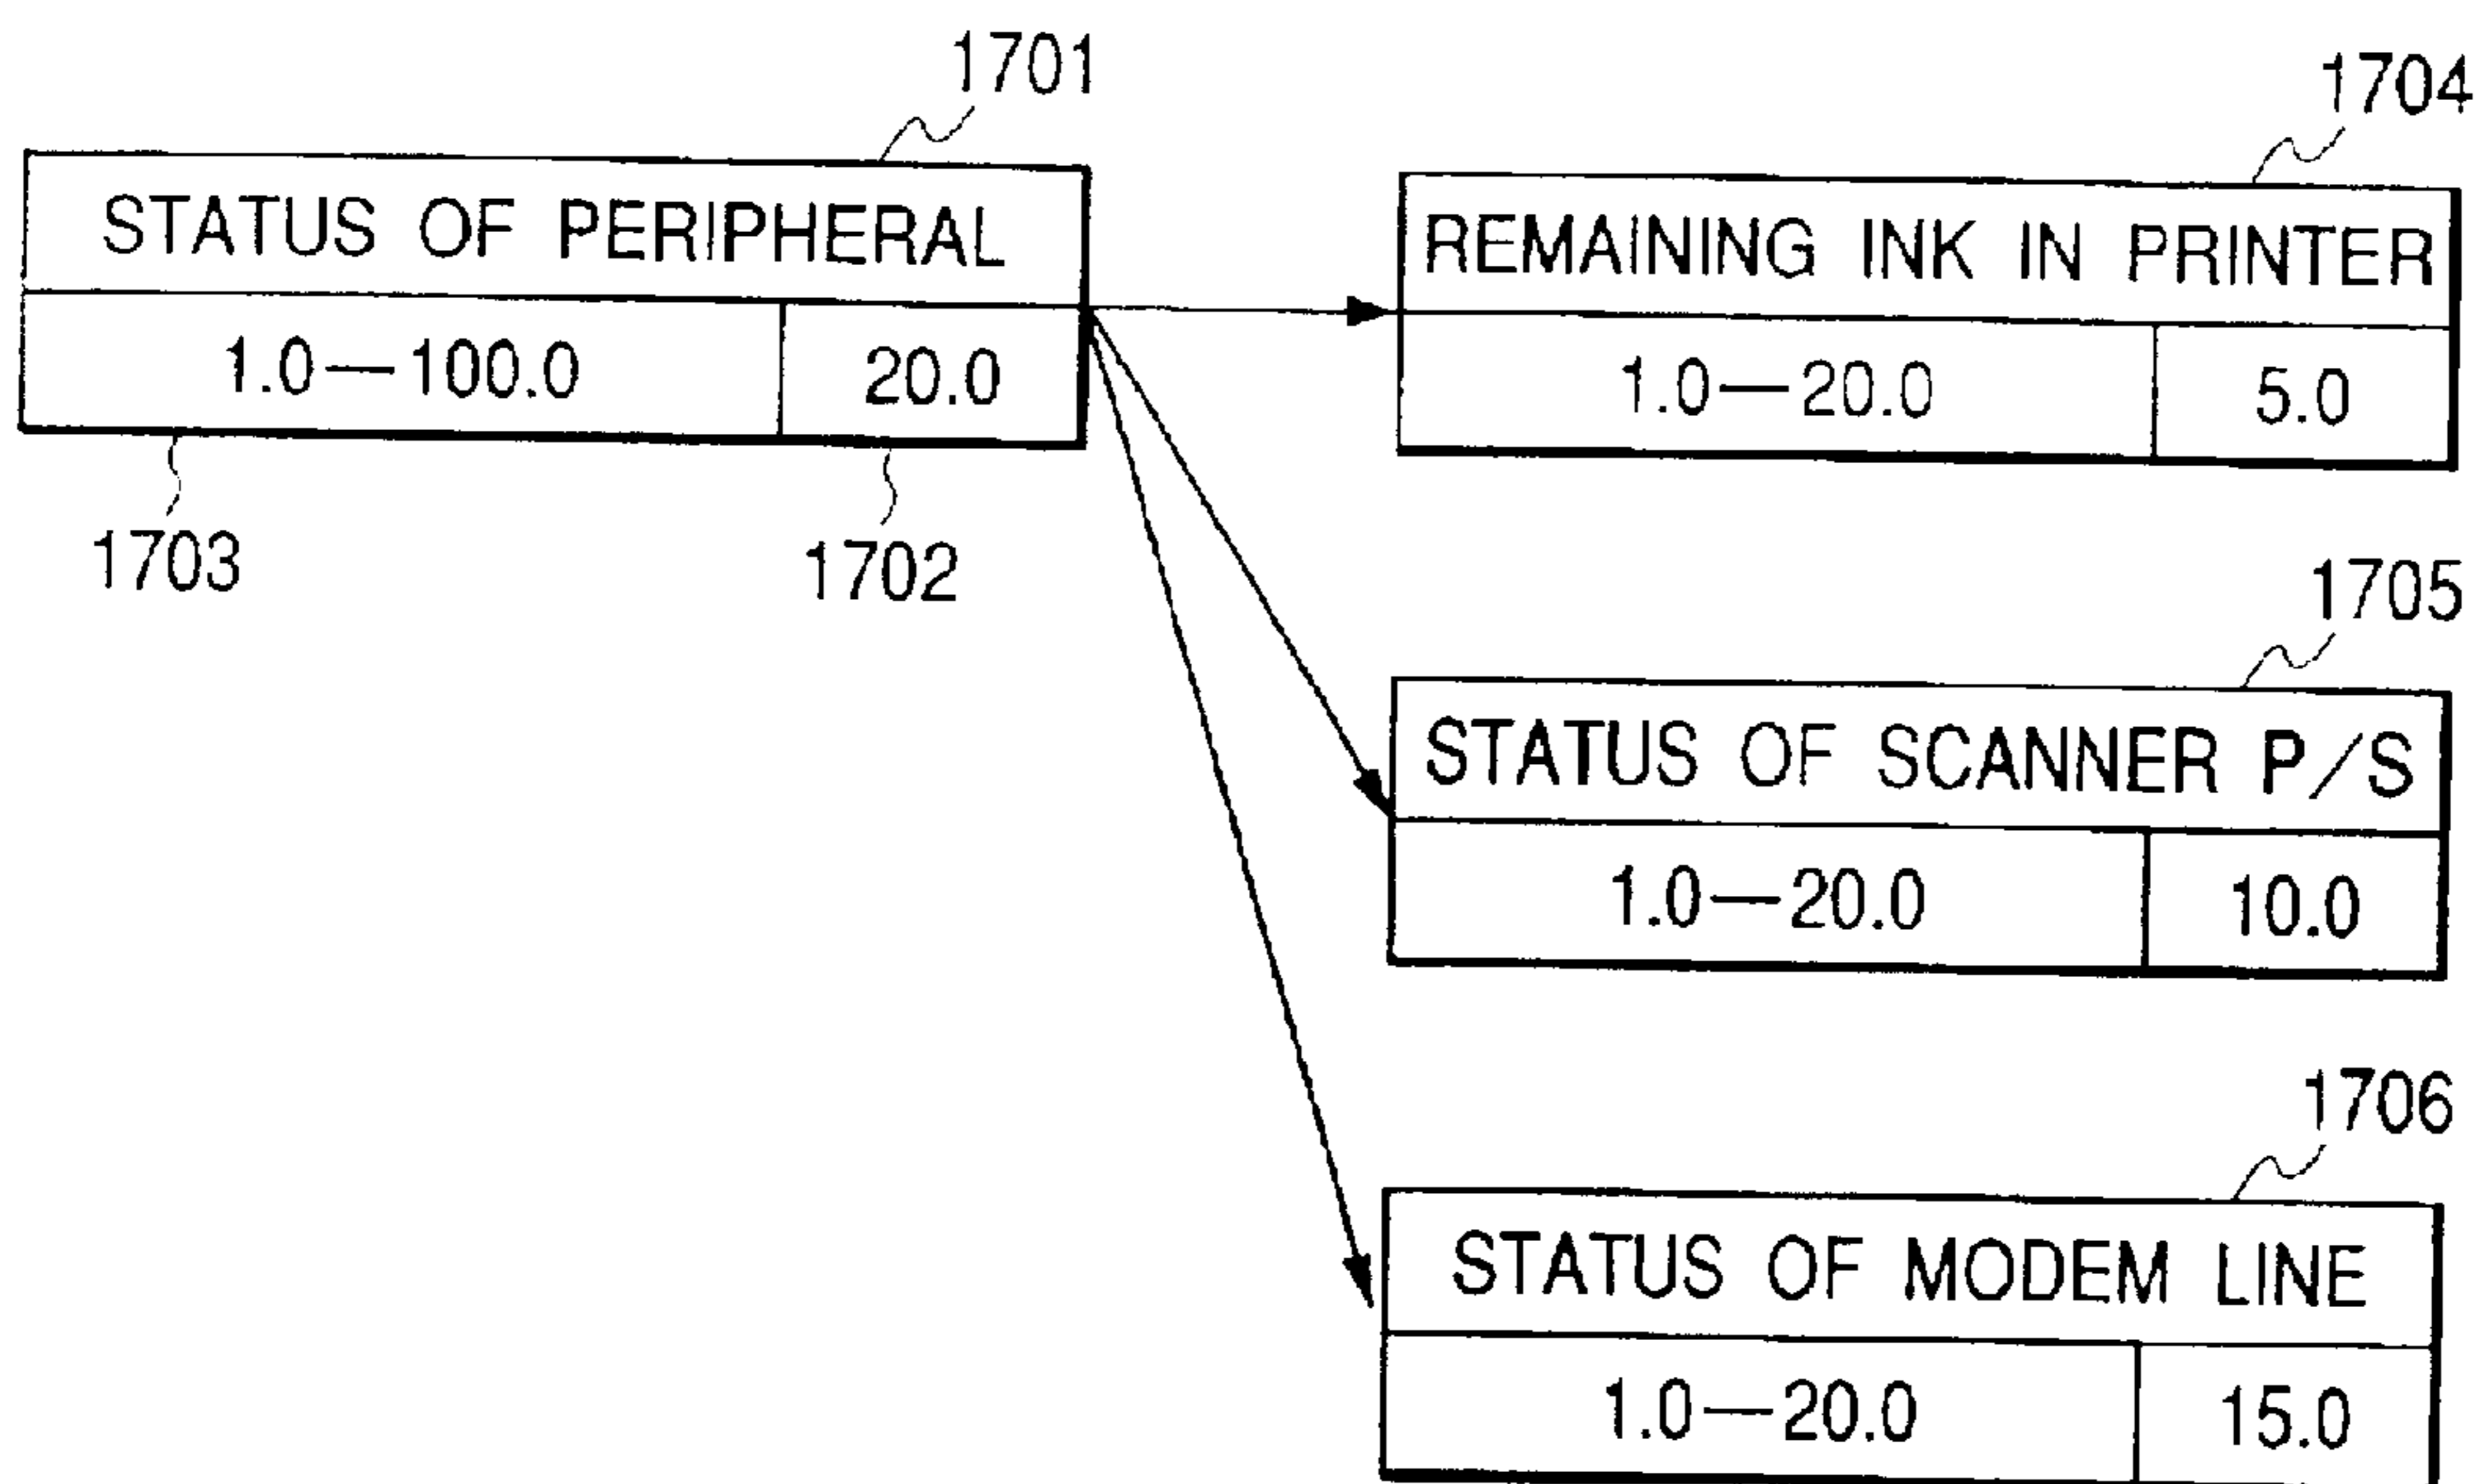 1701
STATUS OF PERIPHERAL
1.0—100.0 20.0
1703 1702
1704
REMAINING INK IN PRINTER
1.0—20.0 5.0
1705
STATUS OF SCANNER P/S
1.0—20.0 10.0
1706
STATUS OF MODEM LINE
1.0—20.0 15.0